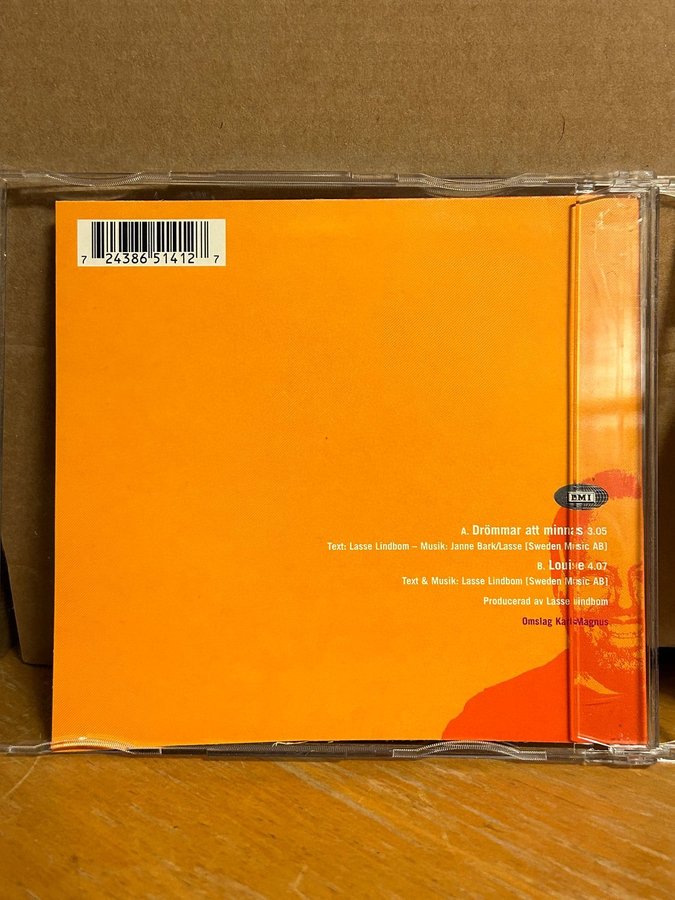 7 24386 51412 7
EMI
A. Drömmar att minnas 3.05
Text: Lasse Lindbom – Musik: Janne Bark/Lasse [Sweden Music AB]
B. Louise 4.07
Text & Musik: Lasse Lindbom [Sweden Music AB]
Producerad av Lasse Lindbom
Omslag Karl-Magnus